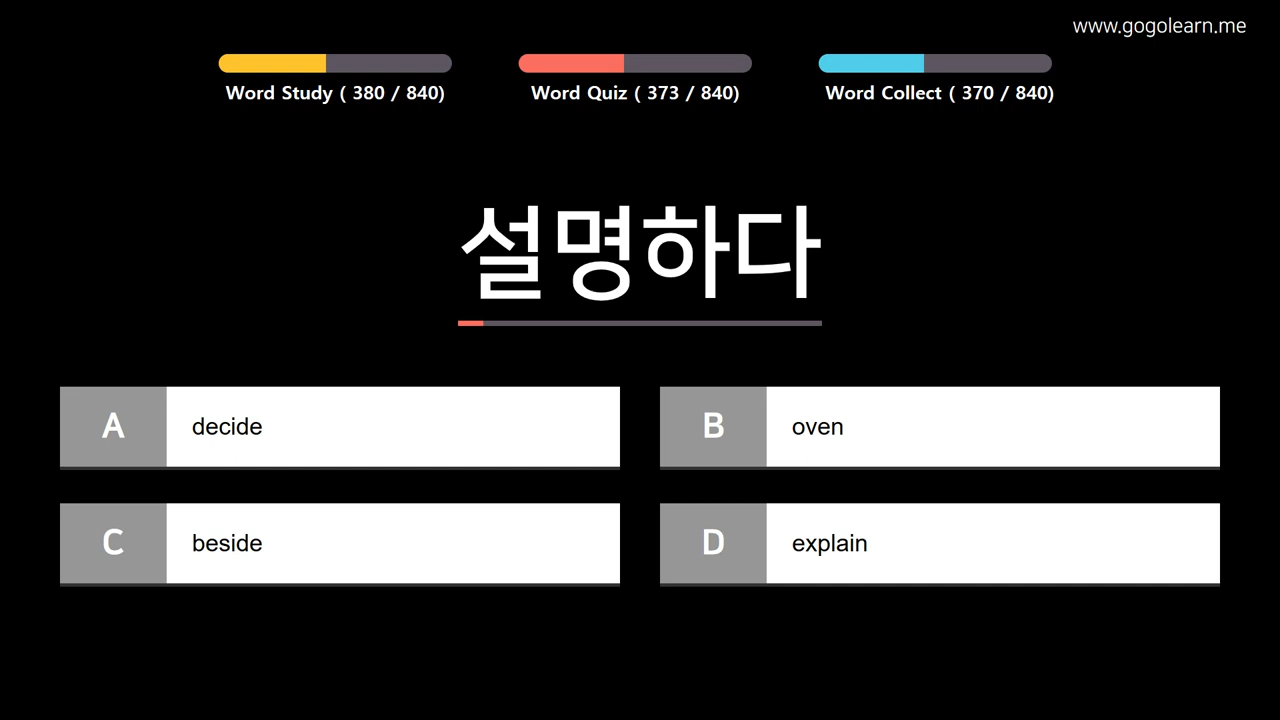 www.gogolearn.me
Word Study ( 380 / 840)
Word Quiz ( 373 / 840)
Word Collect ( 370 / 840)
설명하다
A decide
B oven
C beside
D explain